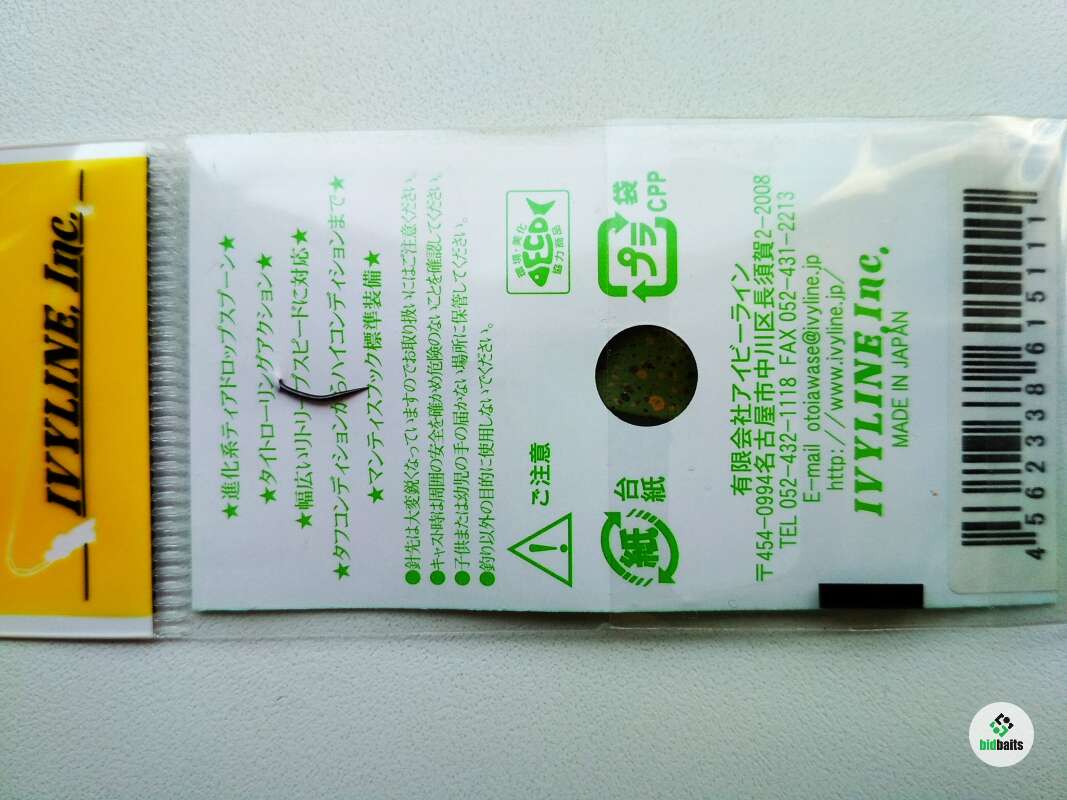 IVYLINE, Inc.
★進化系ティアドロップスプーン★
★タイトローリングアクション★
★幅広いリトリーブスピードに対応★
★タフコンディションからハイコンディションまで★
★マンティスフック標準装備★
●針先は大変鋭くなっていますのでお取り扱いにはご注意ください。
●キャスト時は周囲の安全を確かめ危険のないことを確認してください。
●子供または幼児の手の届かない場所に保管してください。
●釣り以外の目的に使用しないでください。
ご注意
環境・美化
ECO
協力商品
紙
台紙
プラ
袋
CPP
有限会社アイビーライン
〒454-0994名古屋市中川区長須賀2-2008
TEL 052-432-1118 FAX 052-431-2213
E-mail otoiawase@ivyline.jp
http://www.ivyline.jp/
IVYLINE, Inc.
MADE IN JAPAN
4562338615111
bidbaits